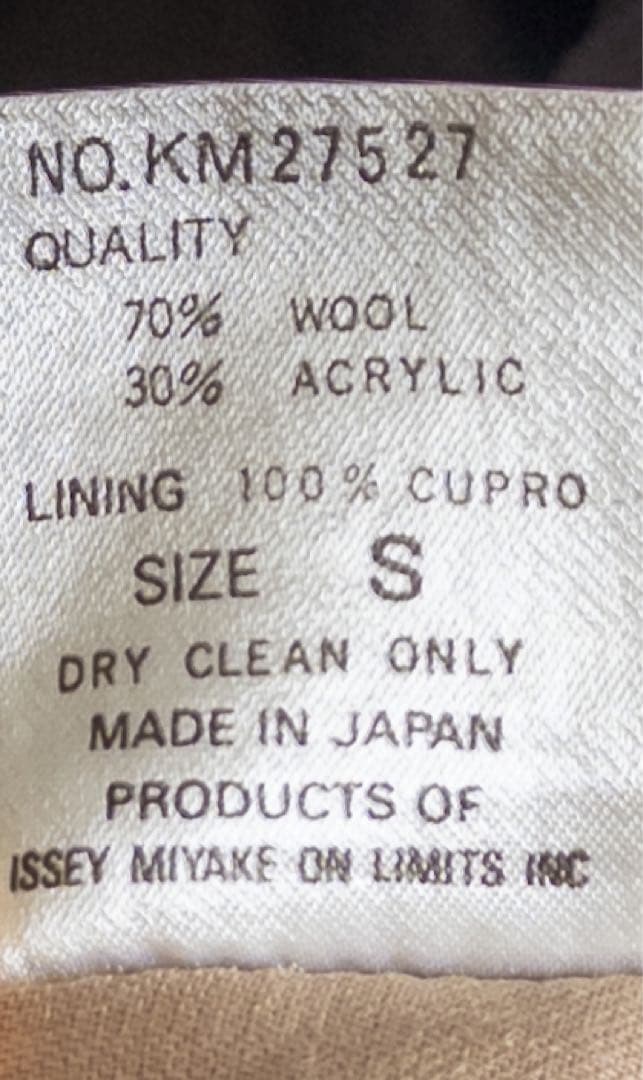 NO.KM27527
QUALITY
70% WOOL
30% ACRYLIC
LINING 100% CUPRO
SIZE S
DRY CLEAN ONLY
MADE IN JAPAN
PRODUCTS OF
ISSEY MIYAKE ON LIMITS INC